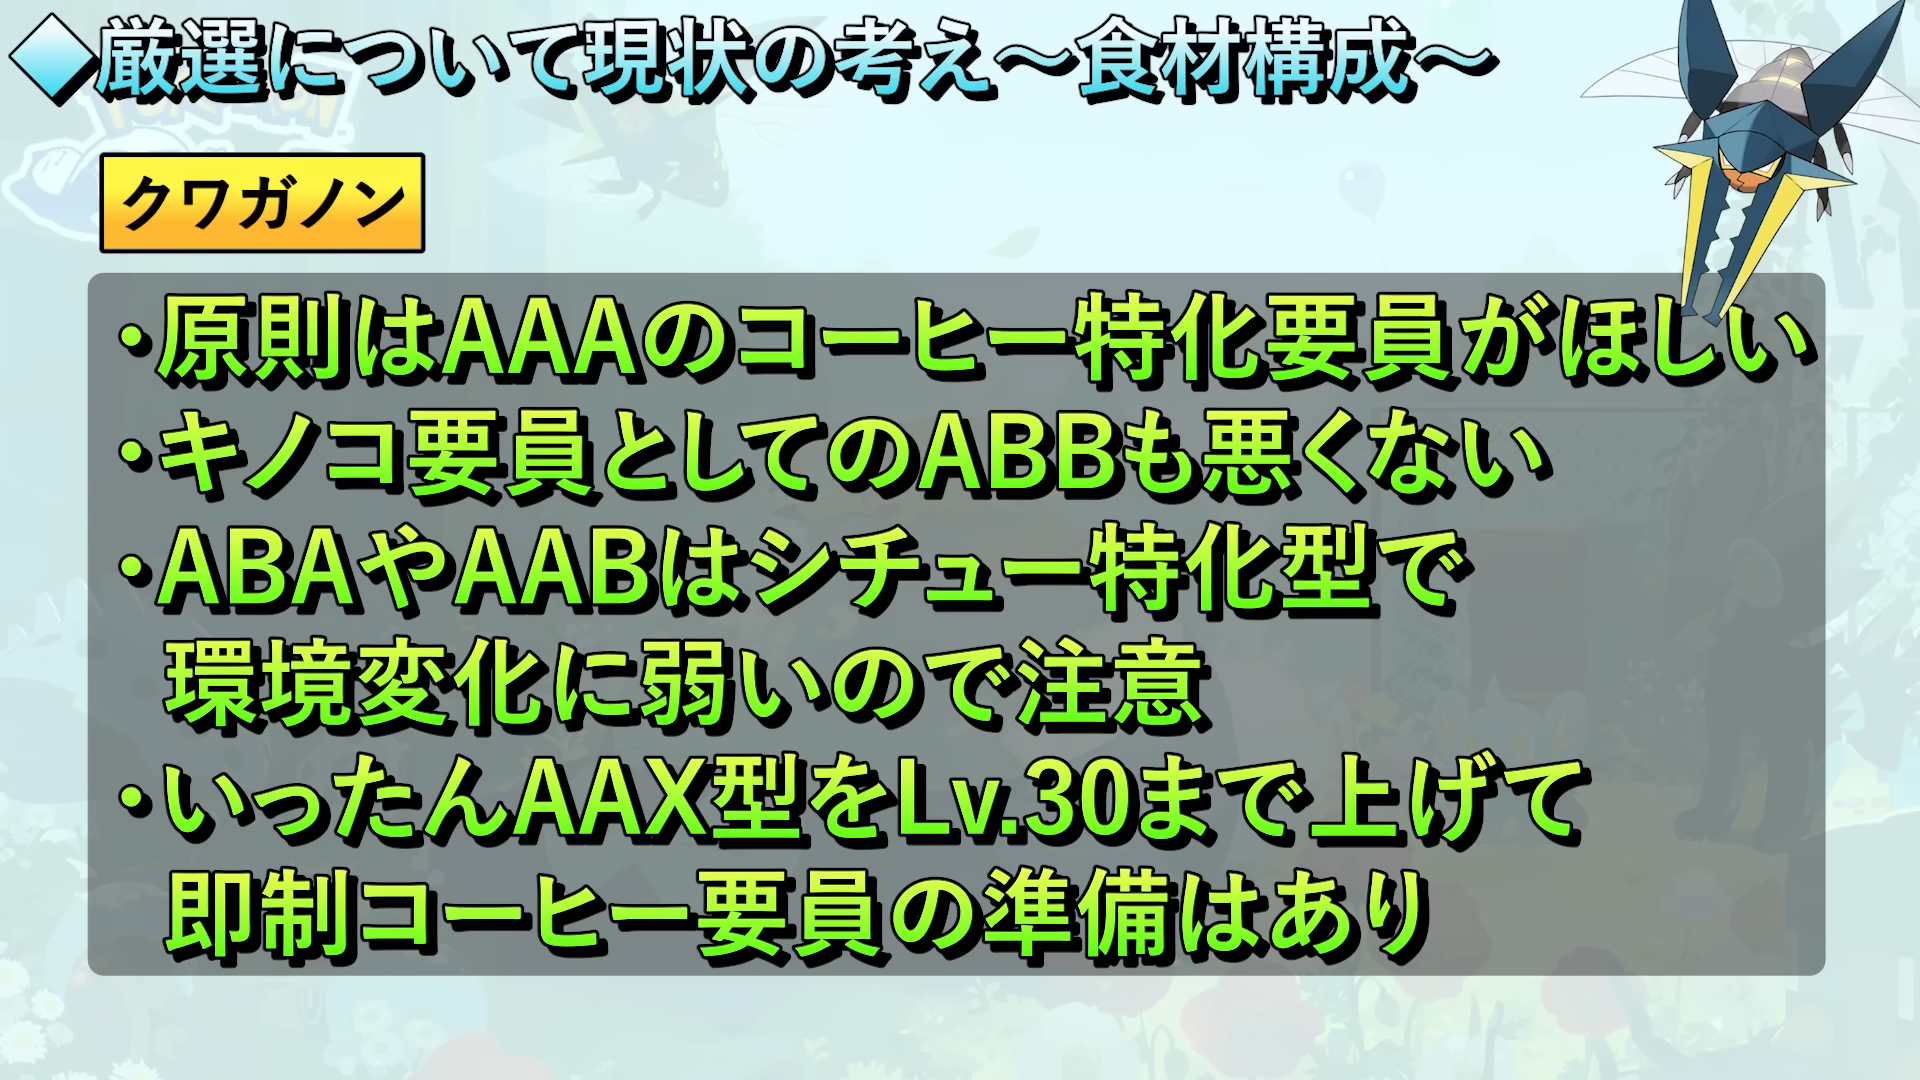 ◆厳選について現状の考え～食材構成～
クワガノン
・原則はAAAのコーヒー特化要員がほしい
・キノコ要員としてのABBも悪くない
・ABAやAABはシチュー特化型で
環境変化に弱いので注意
・いったんAAX型をLv.30まで上げて
即制コーヒー要員の準備はあり